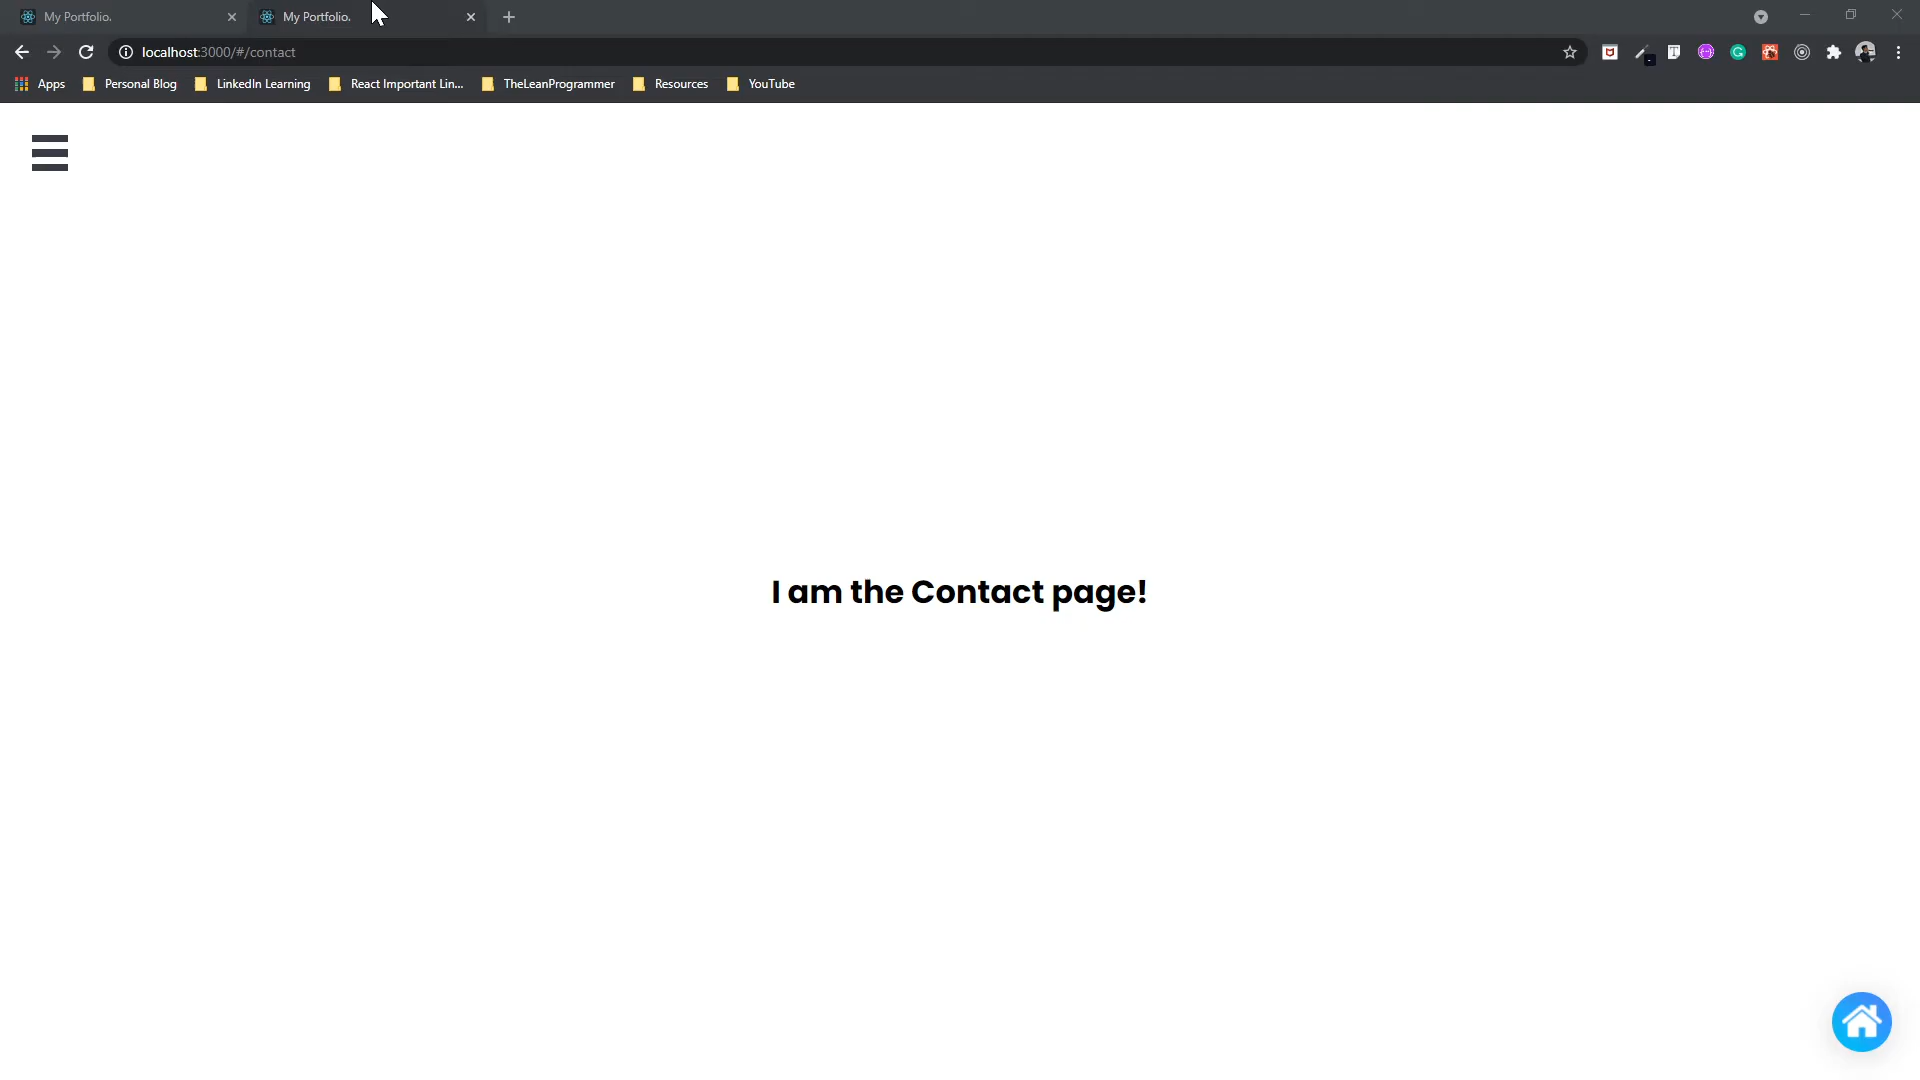 My Portfolio.
My Portfolio.
localhost:3000/#/contact
Apps
Personal Blog
LinkedIn Learning
React Important Lin...
TheLeanProgrammer
Resources
YouTube
I am the Contact page!